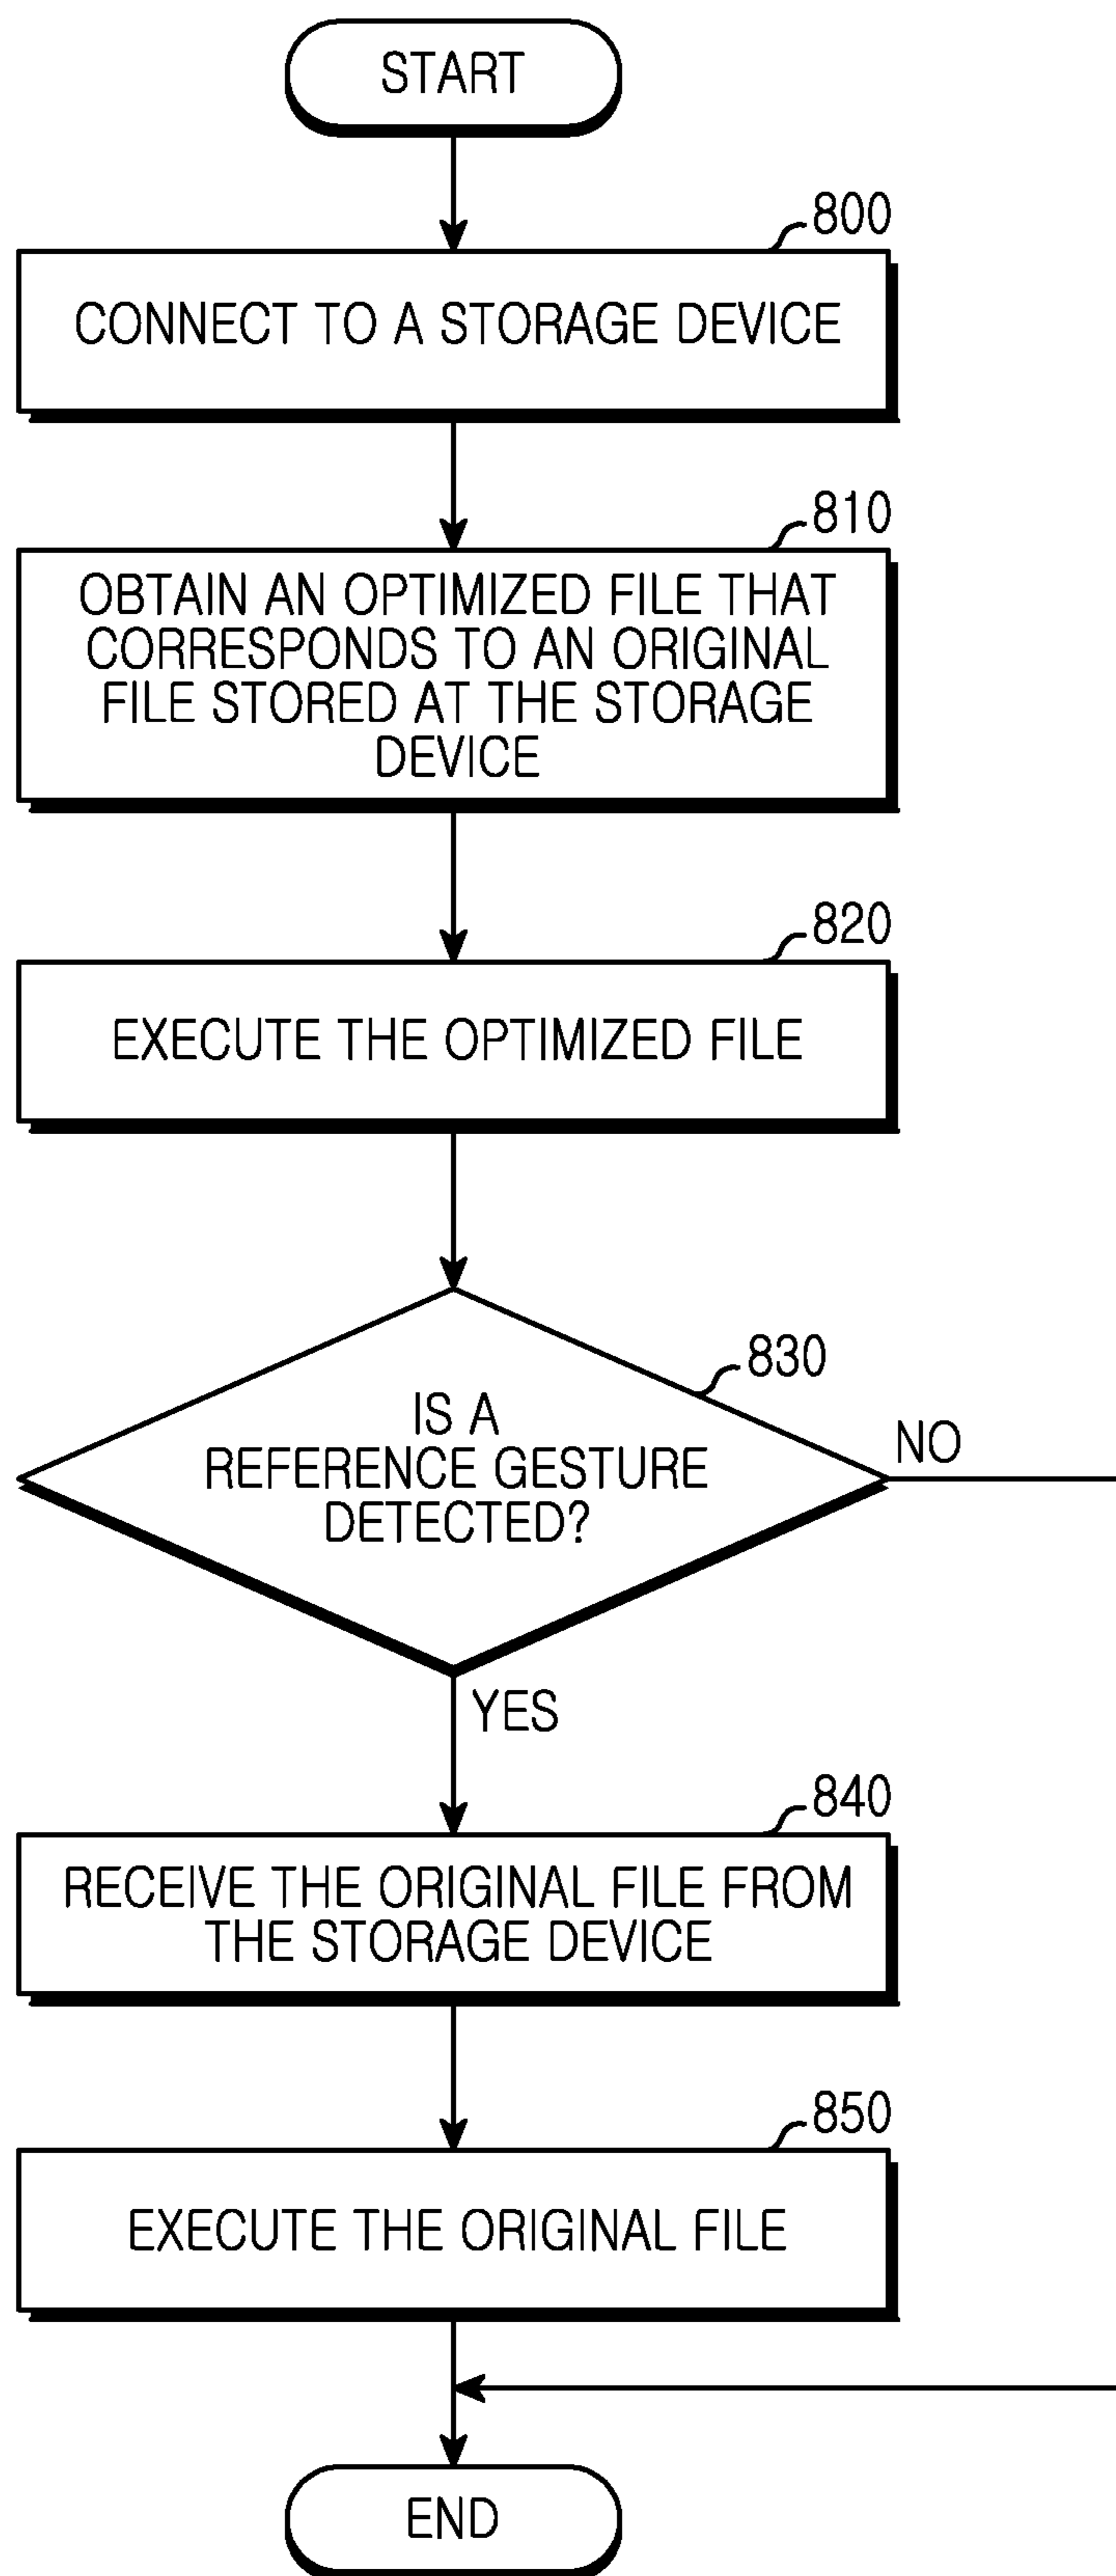 START
800
CONNECT TO A STORAGE DEVICE
810
OBTAIN AN OPTIMIZED FILE THAT
CORRESPONDS TO AN ORIGINAL
FILE STORED AT THE STORAGE
DEVICE
820
EXECUTE THE OPTIMIZED FILE
830
IS A
REFERENCE GESTURE
DETECTED?
NO
YES
840
RECEIVE THE ORIGINAL FILE FROM
THE STORAGE DEVICE
850
EXECUTE THE ORIGINAL FILE
END